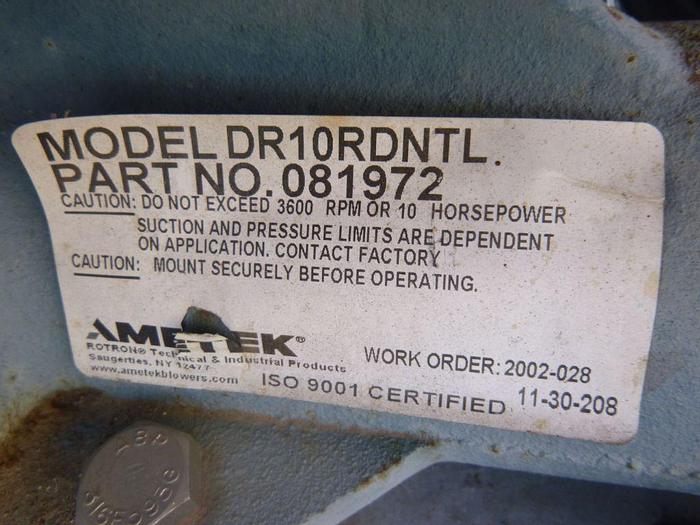 MODEL DR10RDNTL.
PART NO. 081972
CAUTION: DO NOT EXCEED 3600 RPM OR 10 HORSEPOWER
SUCTION AND PRESSURE LIMITS ARE DEPENDENT
ON APPLICATION. CONTACT FACTORY
CAUTION: MOUNT SECURELY BEFORE OPERATING.
AMETEK®
ROTRON® Technical & Industrial Products
Saugerties, NY 12477
www.ametekblowers.com
ISO 9001 CERTIFIED
WORK ORDER: 2002-028
11-30-208